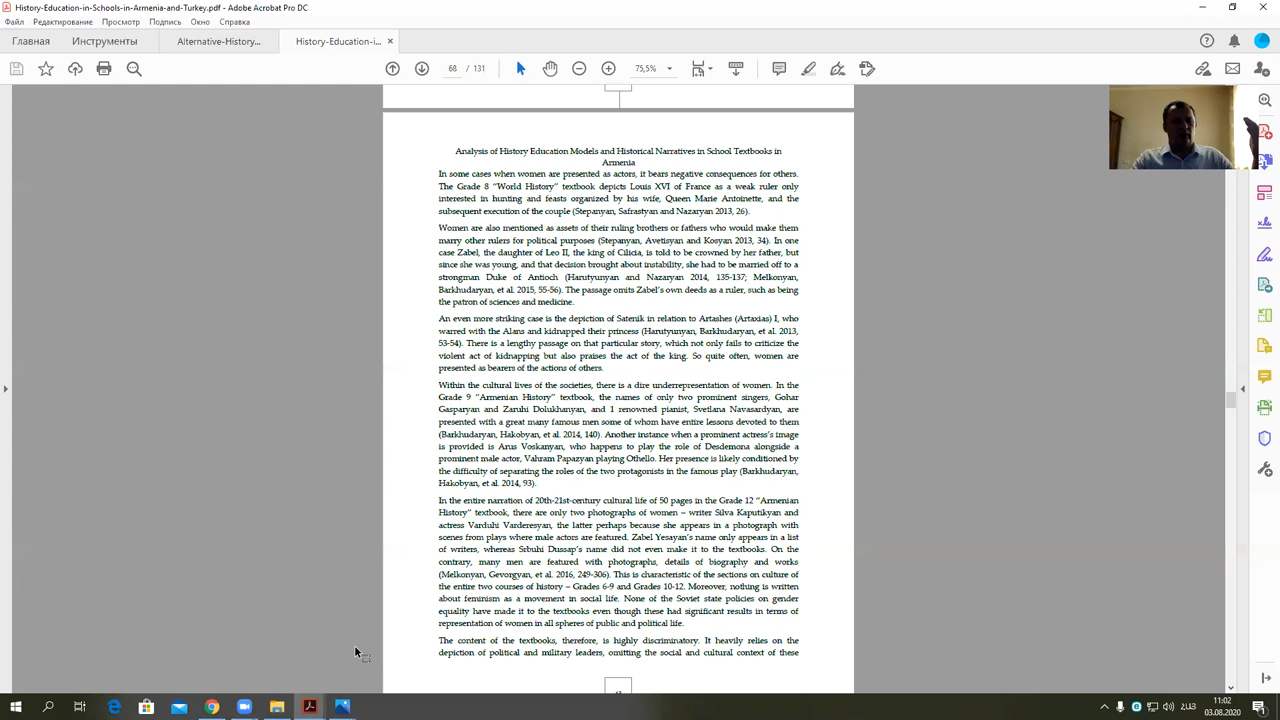 History-Education-in-Schools-in-Armenia-and-Turkey.pdf - Adobe Acrobat Pro DC
Файл Редактирование Просмотр Подпись Окно Справка
Главная Инструменты Alternative-History... History-Education-i...
68 / 131 75,5%
Analysis of History Education Models and Historical Narratives in School Textbooks in
Armenia
In some cases when women are presented as actors, it bears negative consequences for others.
The Grade 8 “World History” textbook depicts Louis XVI of France as a weak ruler only
interested in hunting and feasts organized by his wife, Queen Marie Antoinette, and the
subsequent execution of the couple (Stepanyan, Safrastyan and Nazaryan 2013, 26).
Women are also mentioned as assets of their ruling brothers or fathers who would make them
marry other rulers for political purposes (Stepanyan, Avetisyan and Kosyan 2013, 34). In one
case Zabel, the daughter of Leo II, the king of Cilicia, is told to be crowned by her father, but
since she was young, and that decision brought about instability, she had to be married off to a
strongman Duke of Antioch (Harutyunyan and Nazaryan 2014, 135-137; Melkonyan,
Barkhudaryan, et al. 2015, 55-56). The passage omits Zabel’s own deeds as a ruler, such as being
the patron of sciences and medicine.
An even more striking case is the depiction of Satenik in relation to Artashes (Artaxias) I, who
warred with the Alans and kidnapped their princess (Harutyunyan, Barkhudaryan, et al. 2013,
53-54). There is a lengthy passage on that particular story, which not only fails to criticize the
violent act of kidnapping but also praises the act of the king. So quite often, women are
presented as bearers of the actions of others.
Within the cultural lives of the societies, there is a dire underrepresentation of women. In the
Grade 9 “Armenian History” textbook, the names of only two prominent singers, Gohar
Gasparyan and Zaruhi Dolukhanyan, and 1 renowned pianist, Svetlana Navasardyan, are
presented with a great many famous men some of whom have entire lessons devoted to them
(Barkhudaryan, Hakobyan, et al. 2014, 140). Another instance when a prominent actress’s image
is provided is Arus Voskanyan, who happens to play the role of Desdemona alongside a
prominent male actor, Vahram Papazyan playing Othello. Her presence is likely conditioned by
the difficulty of separating the roles of the two protagonists in the famous play (Barkhudaryan,
Hakobyan, et al. 2014, 93).
In the entire narration of 20th-21st-century cultural life of 50 pages in the Grade 12 “Armenian
History” textbook, there are only two photographs of women – writer Silva Kaputikyan and
actress Varduhi Varderesyan, the latter perhaps because she appears in a photograph with
scenes from plays where male actors are featured. Zabel Yesayan’s name only appears in a list
of writers, whereas Srbuhi Dussap’s name did not even make it to the textbooks. On the
contrary, many men are featured with photographs, details of biography and works
(Melkonyan, Gevorgyan, et al. 2016, 249-306). This is characteristic of the sections on culture of
the entire two courses of history – Grades 6-9 and Grades 10-12. Moreover, nothing is written
about feminism as a movement in social life. None of the Soviet state policies on gender
equality have made it to the textbooks even though these had significant results in terms of
representation of women in all spheres of public and political life.
The content of the textbooks, therefore, is highly discriminatory. It heavily relies on the
depiction of political and military leaders, omitting the social and cultural context of these
11:02
03.08.2020